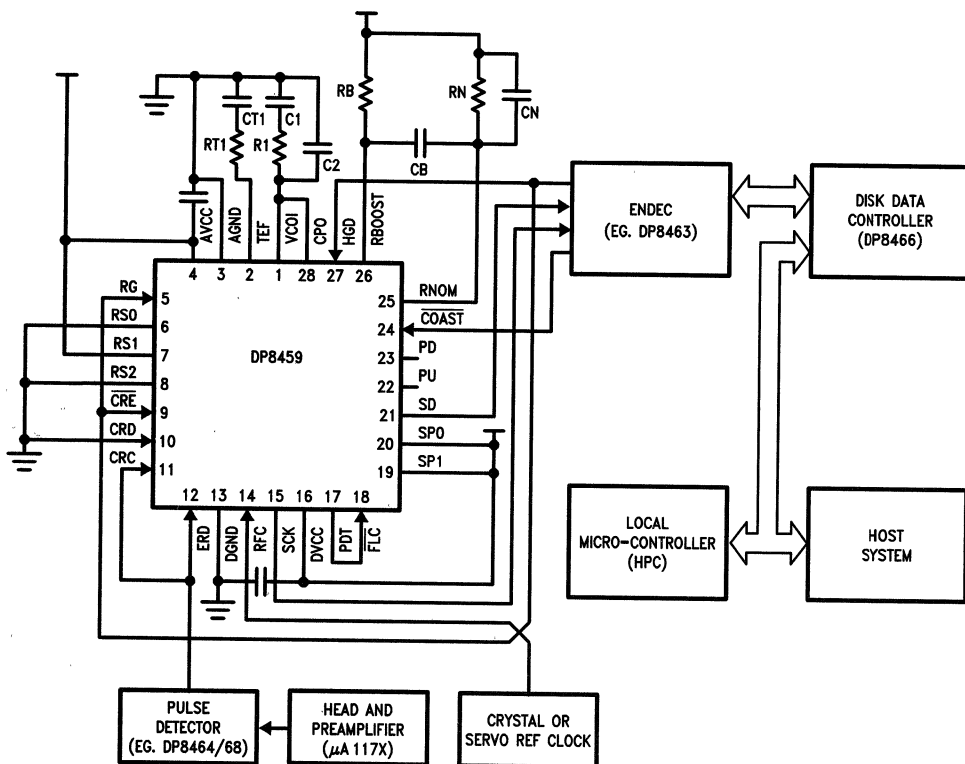 RB
RN
CN
CT1
C1
RT1
R1
C2
CB
AVCC
AGND
TEF
VCOI
CPO
HGD
RBOOST
4
3
2
1
28
27
26
ENDEC
(EG. DP8463)
DISK DATA
CONTROLLER
(DP8466)
RG
5
RS0
6
RS1
7
RS2
8
CRE
9
CRD
10
CRC
11
DP8459
25
RNOM
24
COAST
23
PD
22
PU
21
SD
20
SP0
19
SP1
12
13
14
15
16
17
18
ERD
DGND
RFC
SCK
DVCC
PDT
FLC
LOCAL
MICRO-CONTROLLER
(HPC)
HOST
SYSTEM
PULSE
DETECTOR
(EG. DP8464/68)
HEAD AND
PREAMPLIFIER
(μA 117X)
CRYSTAL OR
SERVO REF CLOCK